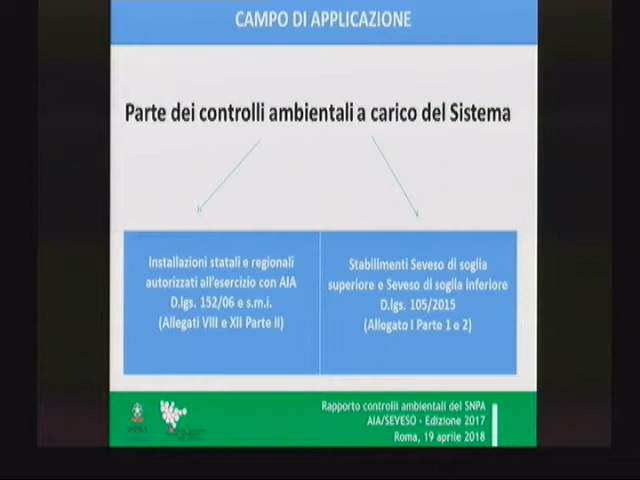 CAMPO DI APPLICAZIONE
Parte dei controlli ambientali a carico del Sistema
Installazioni statali e regionali
autorizzati all'esercizio con AIA
D.lgs. 152/06 e s.m.i.
(Allegati VIII e XII Parte II)
Stabilimenti Seveso di soglia
superiore e Seveso di soglia inferiore
D.lgs. 105/2015
(Allegato I Parte 1 e 2)
Rapporto controlli ambientali del SNPA
AIA/SEVESO - Edizione 2017
Roma, 19 aprile 2018